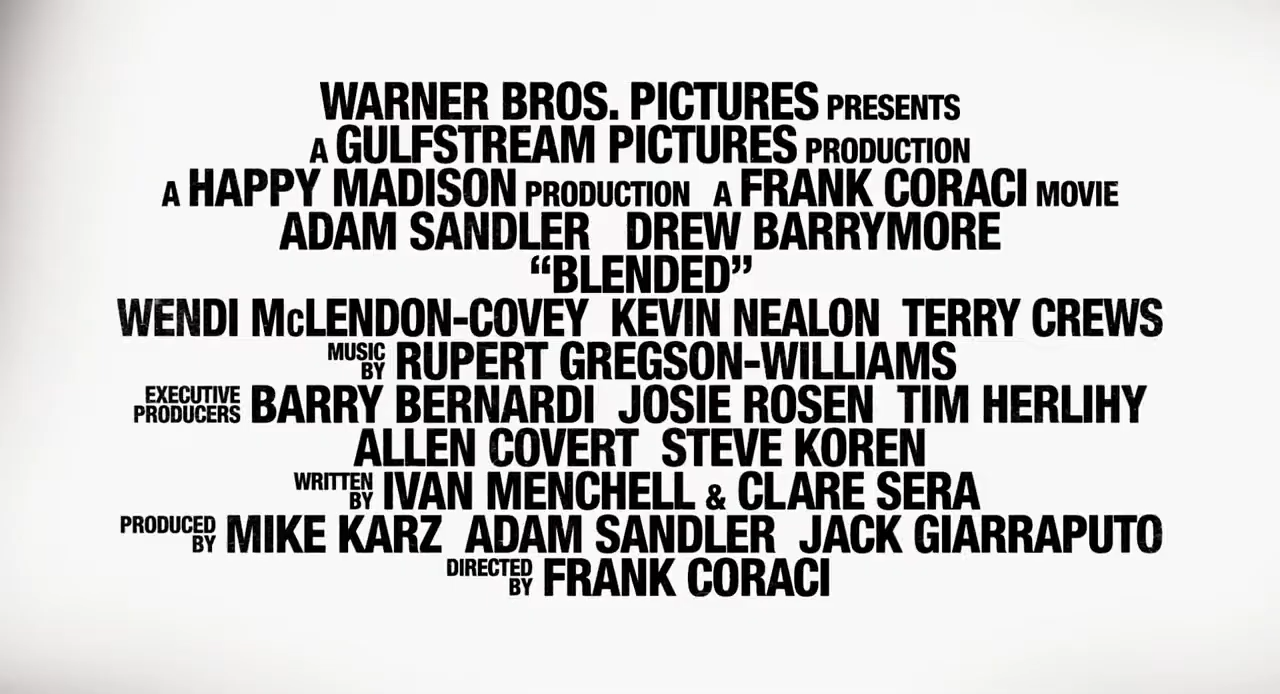 WARNER BROS. PICTURES PRESENTS
A GULFSTREAM PICTURES PRODUCTION
A HAPPY MADISON PRODUCTION A FRANK CORACI MOVIE
ADAM SANDLER DREW BARRYMORE
“BLENDED”
WENDI McLENDON-COVEY KEVIN NEALON TERRY CREWS
MUSIC BY RUPERT GREGSON-WILLIAMS
EXECUTIVE PRODUCERS BARRY BERNARDI JOSIE ROSEN TIM HERLIHY
ALLEN COVERT STEVE KOREN
WRITTEN BY IVAN MENCHELL & CLARE SERA
PRODUCED BY MIKE KARZ ADAM SANDLER JACK GIARRAPUTO
DIRECTED BY FRANK CORACI